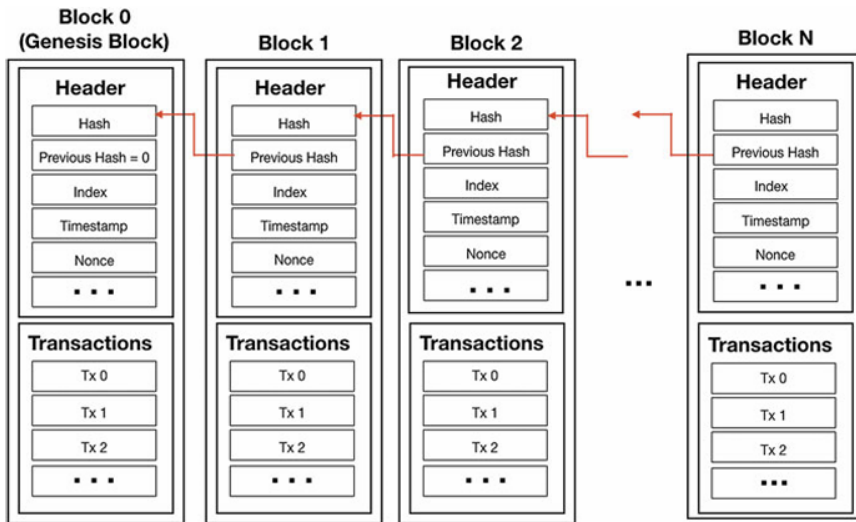 Block 0
(Genesis Block)
Header
Hash
Previous Hash = 0
Index
Timestamp
Nonce
...
Transactions
Tx 0
Tx 1
Tx 2
...
Block 1
Header
Hash
Previous Hash
Index
Timestamp
Nonce
...
Transactions
Tx 0
Tx 1
Tx 2
...
Block 2
Header
Hash
Previous Hash
Index
Timestamp
Nonce
...
Transactions
Tx 0
Tx 1
Tx 2
...
...
Block N
Header
Hash
Previous Hash
Index
Timestamp
Nonce
...
Transactions
Tx 0
Tx 1
Tx 2
...